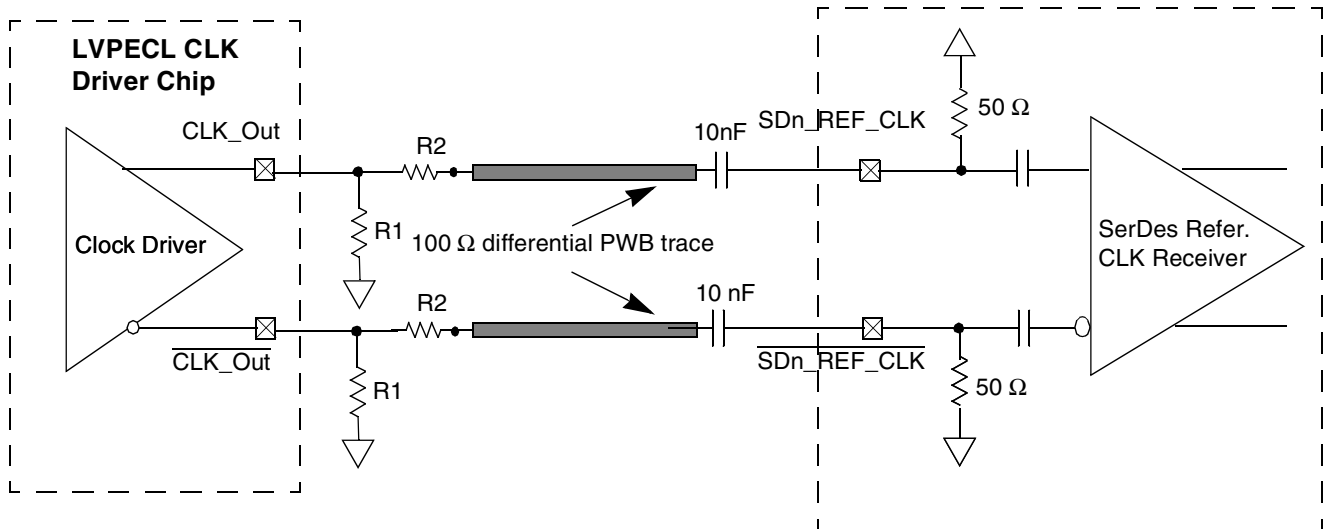 LVPECL CLK
Driver Chip
CLK_Out
R2
10nF
SDn_REF_CLK
50 Ω
Clock Driver
R1
100 Ω differential PWB trace
SerDes Refer.
CLK Receiver
R2
10 nF
CLK_Out
SDn_REF_CLK
R1
50 Ω